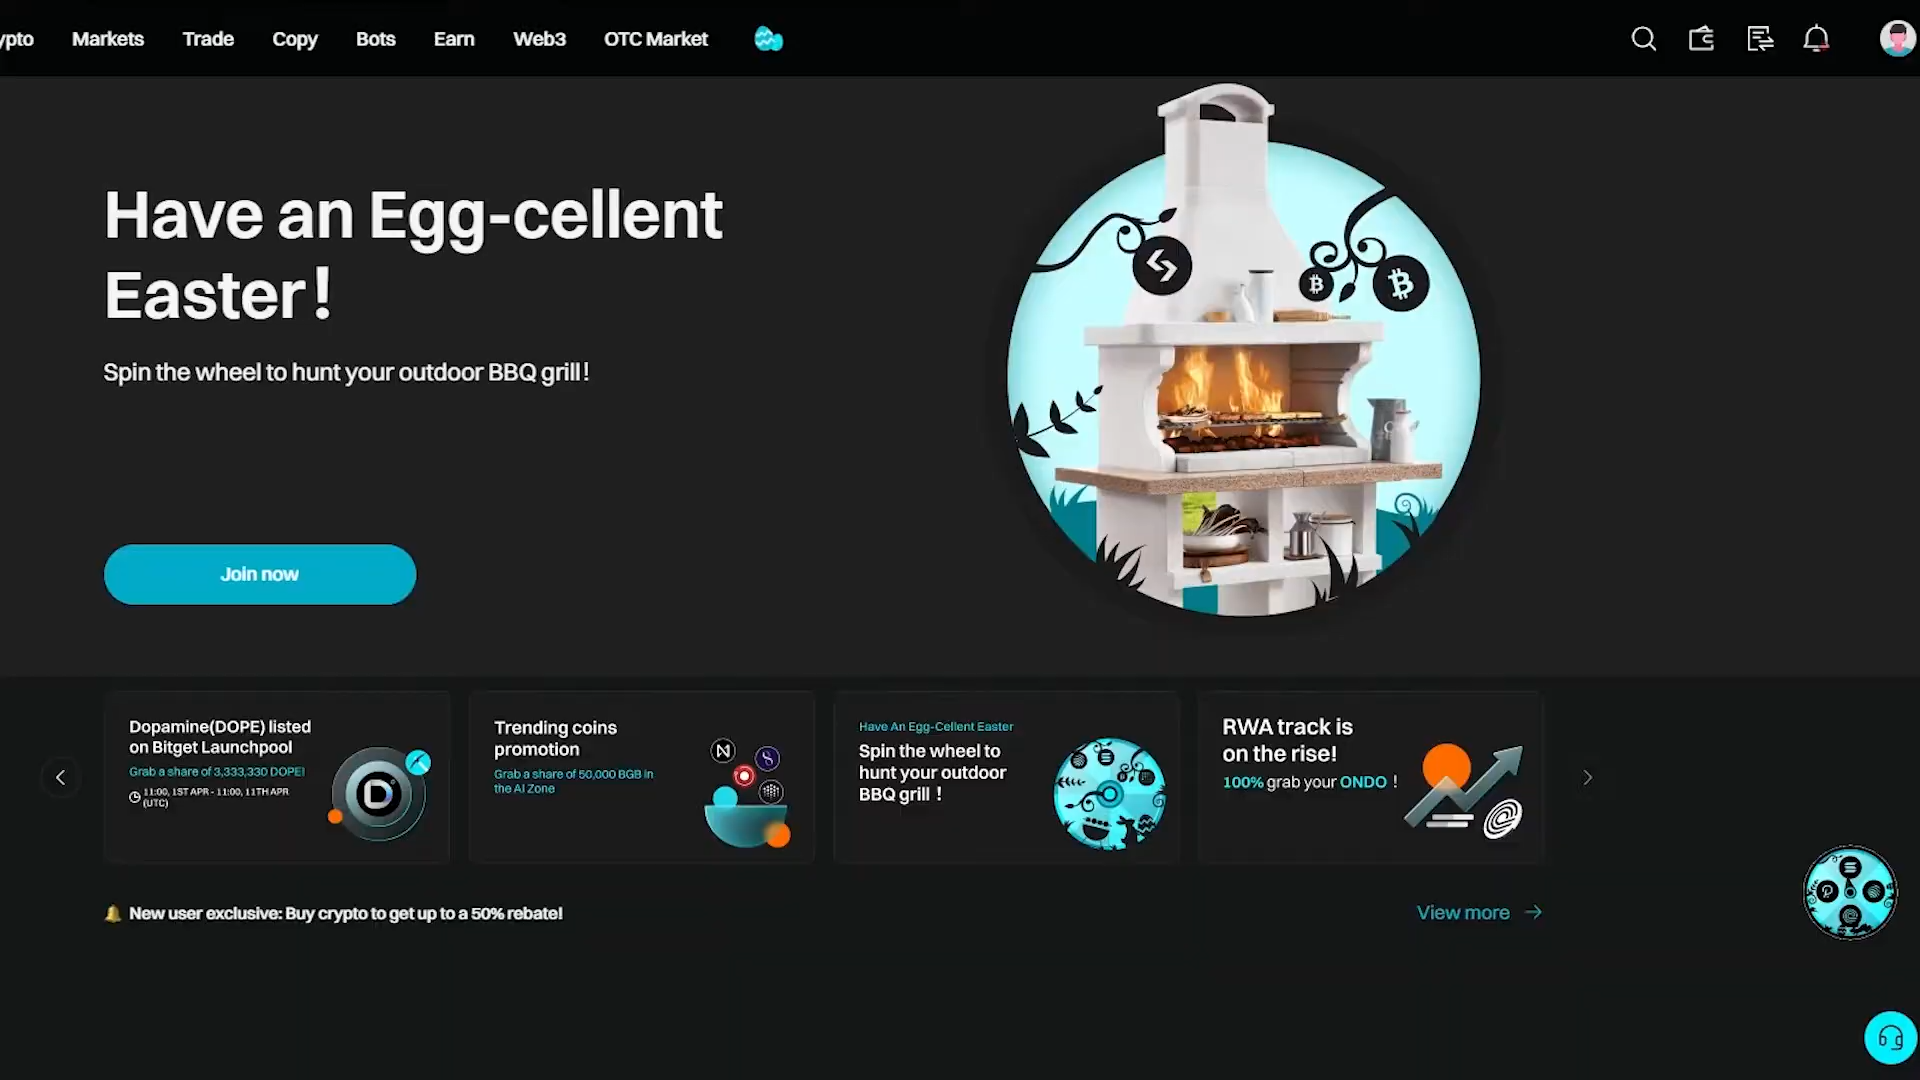 ypto Markets Trade Copy Bots Earn Web3 OTC Market
Have an Egg-cellent
Easter!
Spin the wheel to hunt your outdoor BBQ grill!
Join now
Dopamine(DOPE) listed
on Bitget Launchpool
Grab a share of 3,333,330 DOPE!
11:00, 1ST APR - 11:00, 11TH APR
(UTC)
Trending coins
promotion
Grab a share of 50,000 BGB in
the AI Zone
Have An Egg-Cellent Easter
Spin the wheel to
hunt your outdoor
BBQ grill !
RWA track is
on the rise!
100% grab your ONDO !
New user exclusive: Buy crypto to get up to a 50% rebate!
View more